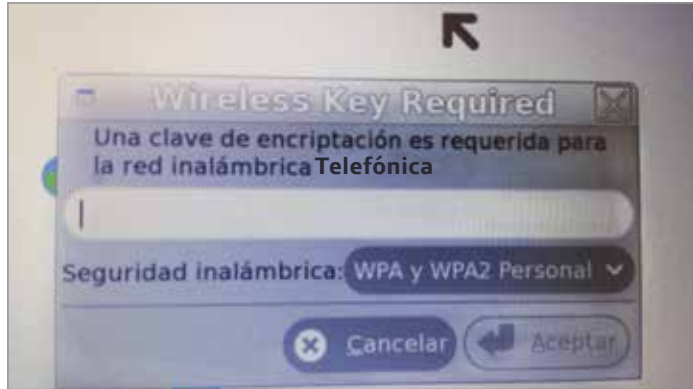 Wireless Key Required
Una clave de encriptación es requerida para
la red inalámbrica Telefónica
Seguridad inalámbrica: WPA y WPA2 Personal
Cancelar
Aceptar